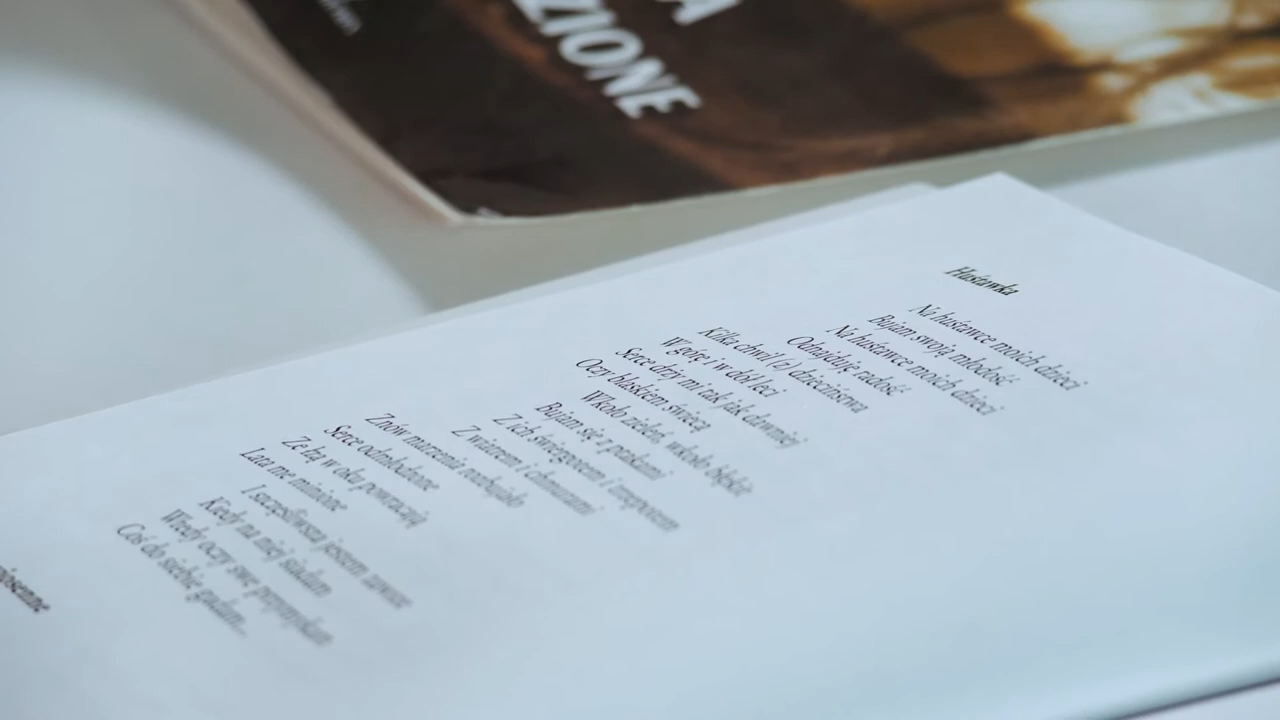 A
ZIONE
Huśtawka
Na huśtawce moich dzieci
Bujam swoją młodość
Na huśtawce moich dzieci
Odnajduję radość
Kilka chwil (z) dzieciństwa
W górę i w dół leci
Serce drży mi tak jak dawniej
Oczy blaskiem świecą
Wkoło zieleń, wkoło błękit
Bujam się z ptakami
Z ich świergotem i trzepotem
Z wiatrem i chmurami
Znów marzenia rozbujało
Serce odmłodzone
Ze łzą w oku powracają
Lata me minione
I szczęśliwsza jestem zawsze
Kiedy na niej siadam
Wtedy oczy swe przymykam
Coś do siebie gadam...